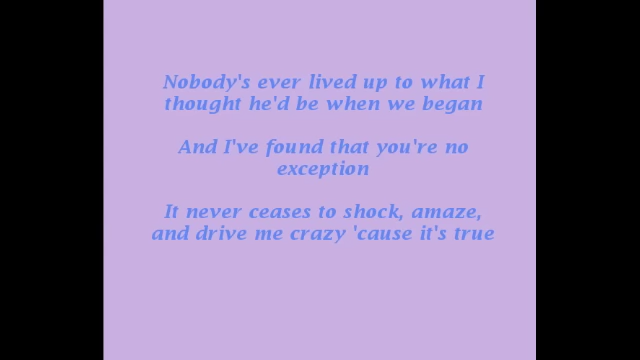 Nobody's ever lived up to what I
thought he'd be when we began
And I've found that you're no
exception
It never ceases to shock, amaze,
and drive me crazy 'cause it's true